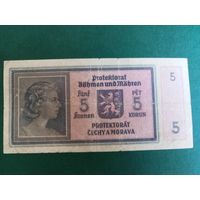 Protektorat
Böhmen und Mähren
Fünf 5 Kronen
5 PĚT KORUN
PROTEKTORÁT
ČECHY A MORAVA
5
5